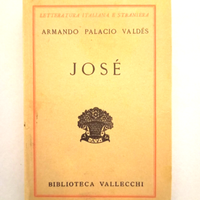 LETTERATURA ITALIANA E STRANIERA
ARMANDO PALACIO VALDÉS
JOSÉ
BIBLIOTECA VALLECCHI